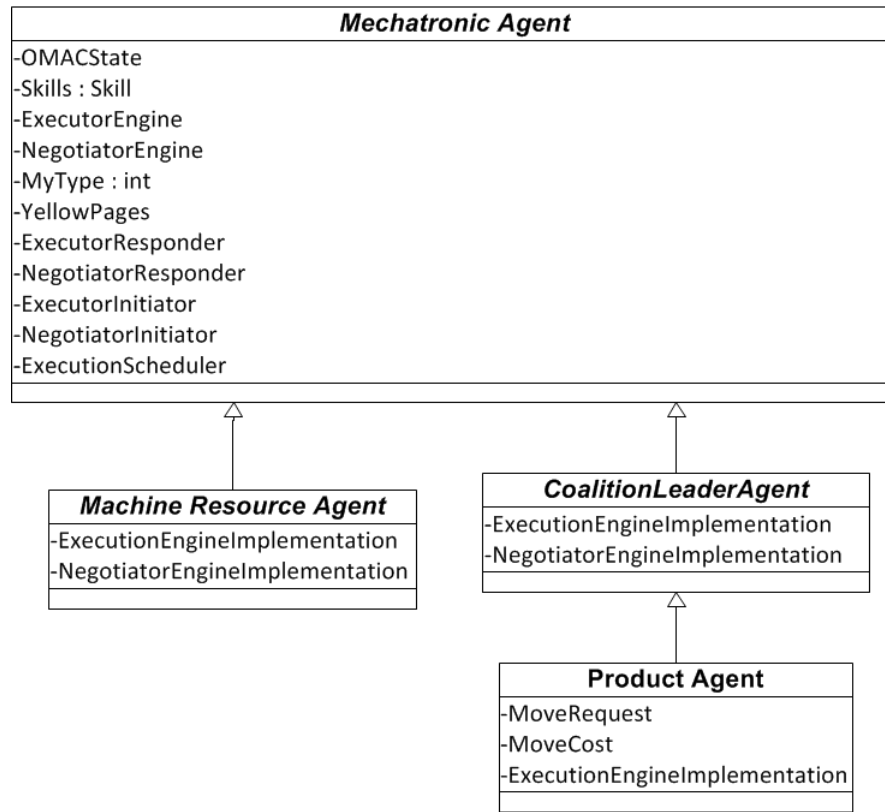 Mechatronic Agent
-OMACState
-Skills : Skill
-ExecutorEngine
-NegotiatorEngine
-MyType : int
-YellowPages
-ExecutorResponder
-NegotiatorResponder
-ExecutorInitiator
-NegotiatorInitiator
-ExecutionScheduler
Machine Resource Agent
-ExecutionEngineImplementation
-NegotiatorEngineImplementation
CoalitionLeaderAgent
-ExecutionEngineImplementation
-NegotiatorEngineImplementation
Product Agent
-MoveRequest
-MoveCost
-ExecutionEngineImplementation